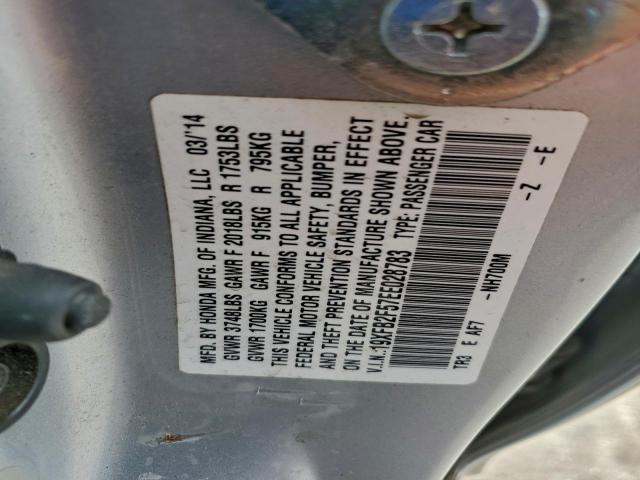 MFD. BY HONDA MFG. OF INDIANA, LLC 03/'14
GVWR 3748LBS GAWR F 2018LBS R 1753LBS
GVWR 1700KG GAWR F 915KG R 795KG
THIS VEHICLE CONFORMS TO ALL APPLICABLE
FEDERAL MOTOR VEHICLE SAFETY, BUMPER,
AND THEFT PREVENTION STANDARDS IN EFFECT
ON THE DATE OF MANUFACTURE SHOWN ABOVE.
V.I.N.:19XFB2F57EE028783 TYPE: PASSENGER CAR
TR3 E AF7 -NH700M -Z -E